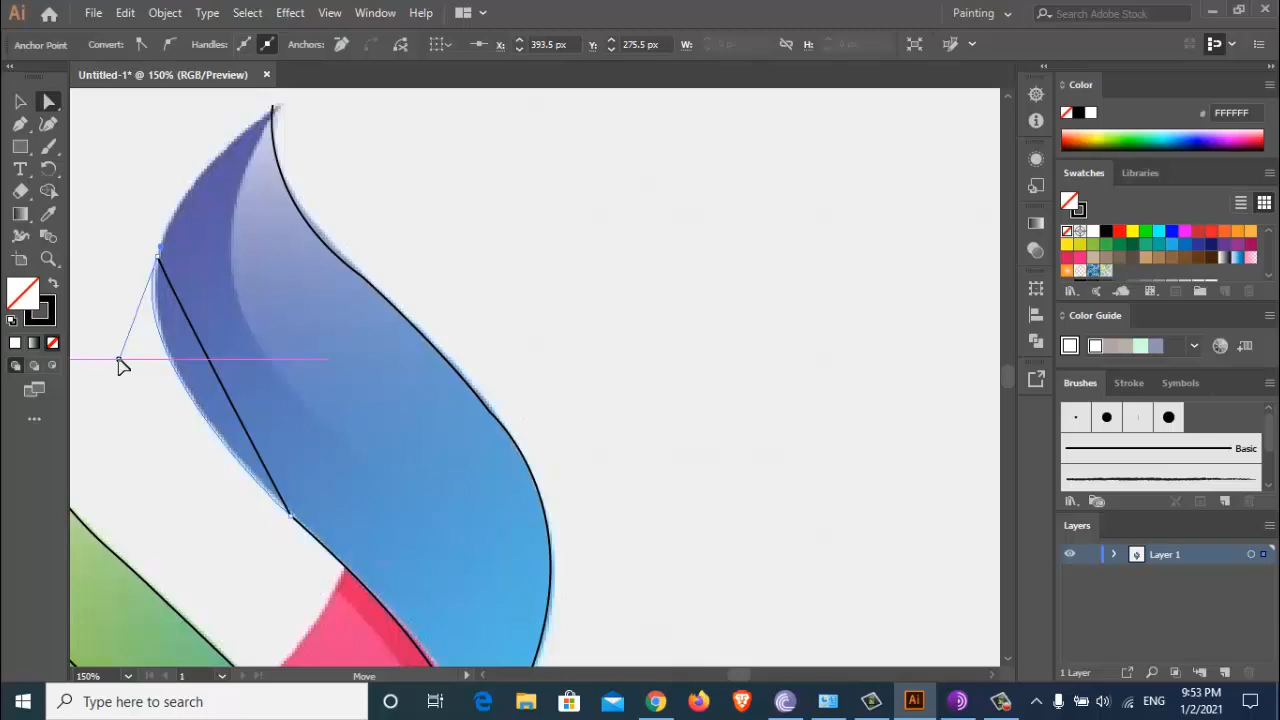 Ai File Edit Object Type Select Effect View Window Help Painting Search Adobe Stock
Anchor Point Convert: Handles: Anchors: X: 393.5 px Y: 275.5 px W: H:
Untitled-1* @ 150% (RGB/Preview)
Color
# FFFFFF
Swatches Libraries
Color Guide
Brushes Stroke Symbols
Basic
Layers
Layer 1
150% 1 Move 1 Layer
Type here to search
Ai
ENG
9:53 PM
1/2/2021